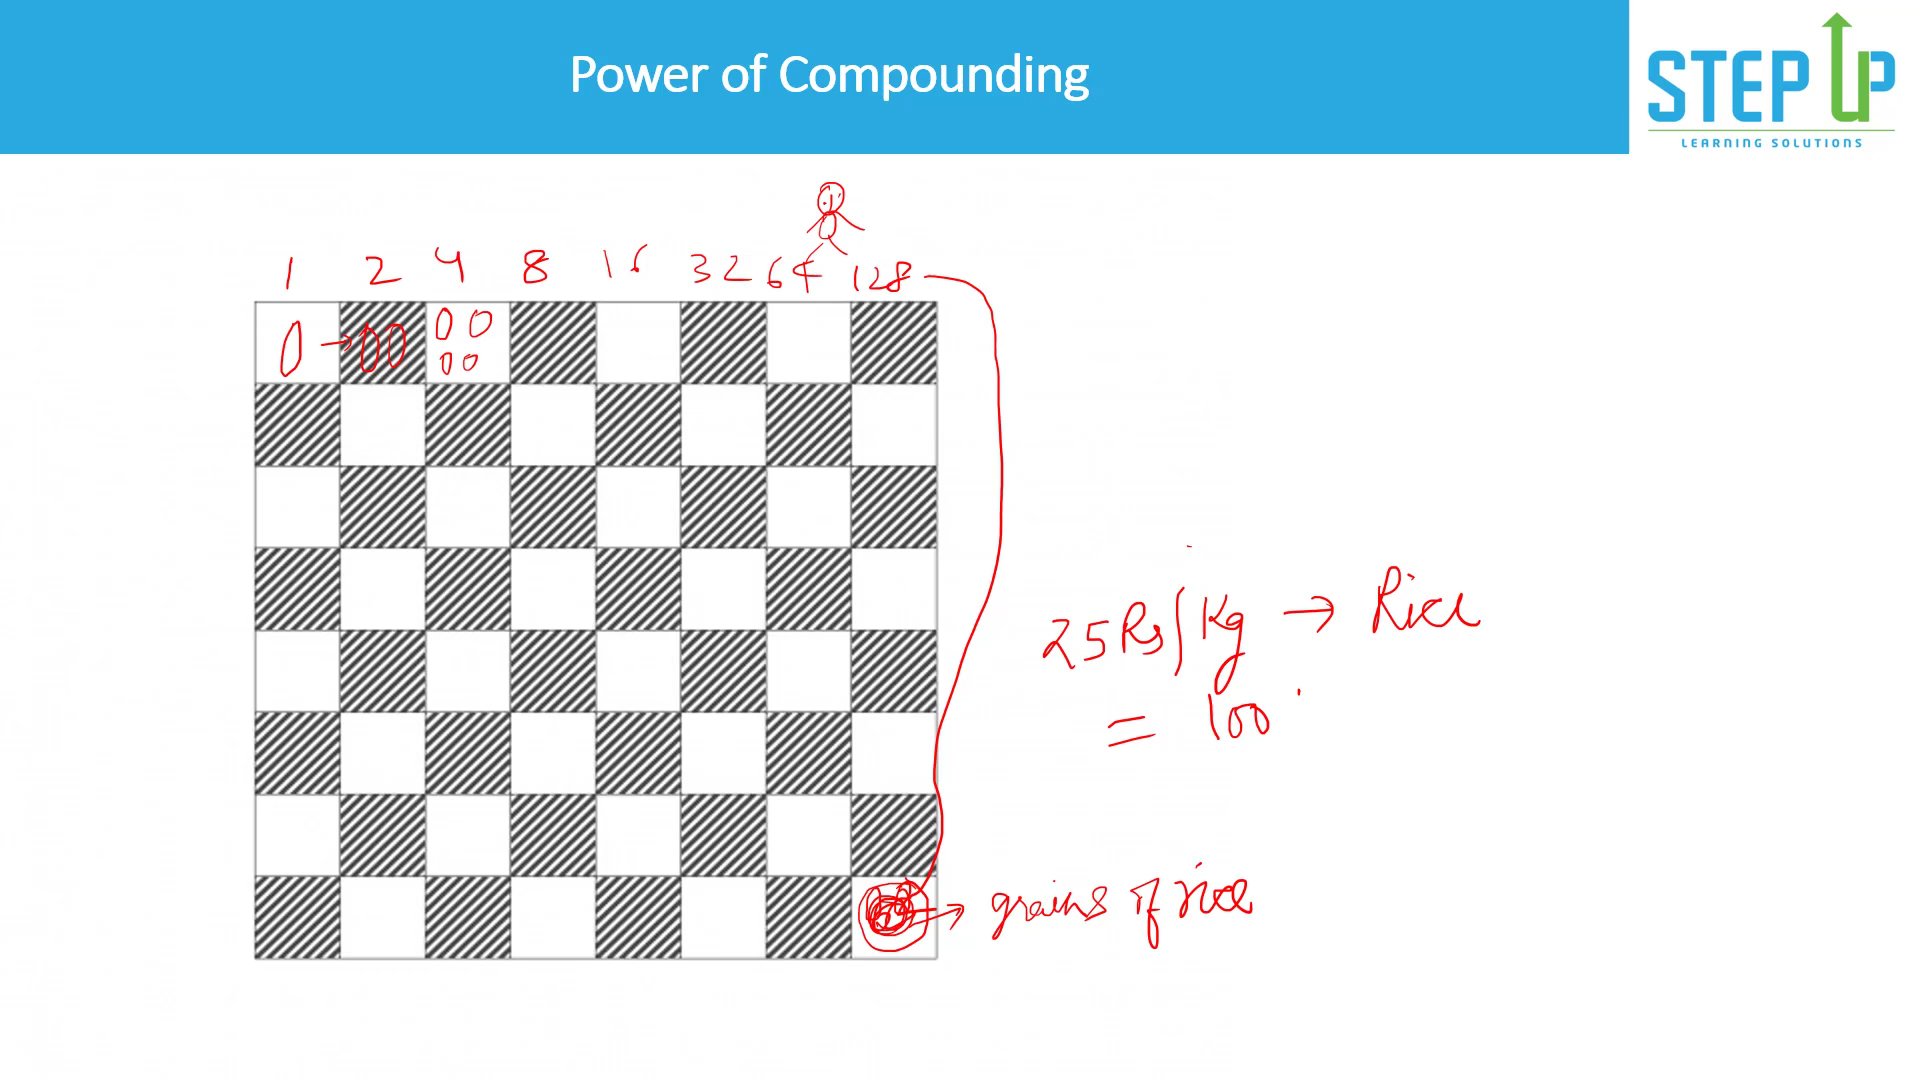 Power of Compounding
STEP UP
LEARNING SOLUTIONS
1 2 4 8 16 32 64 128
25 Rs/Kg → Rice
= 100
→ grains of rice